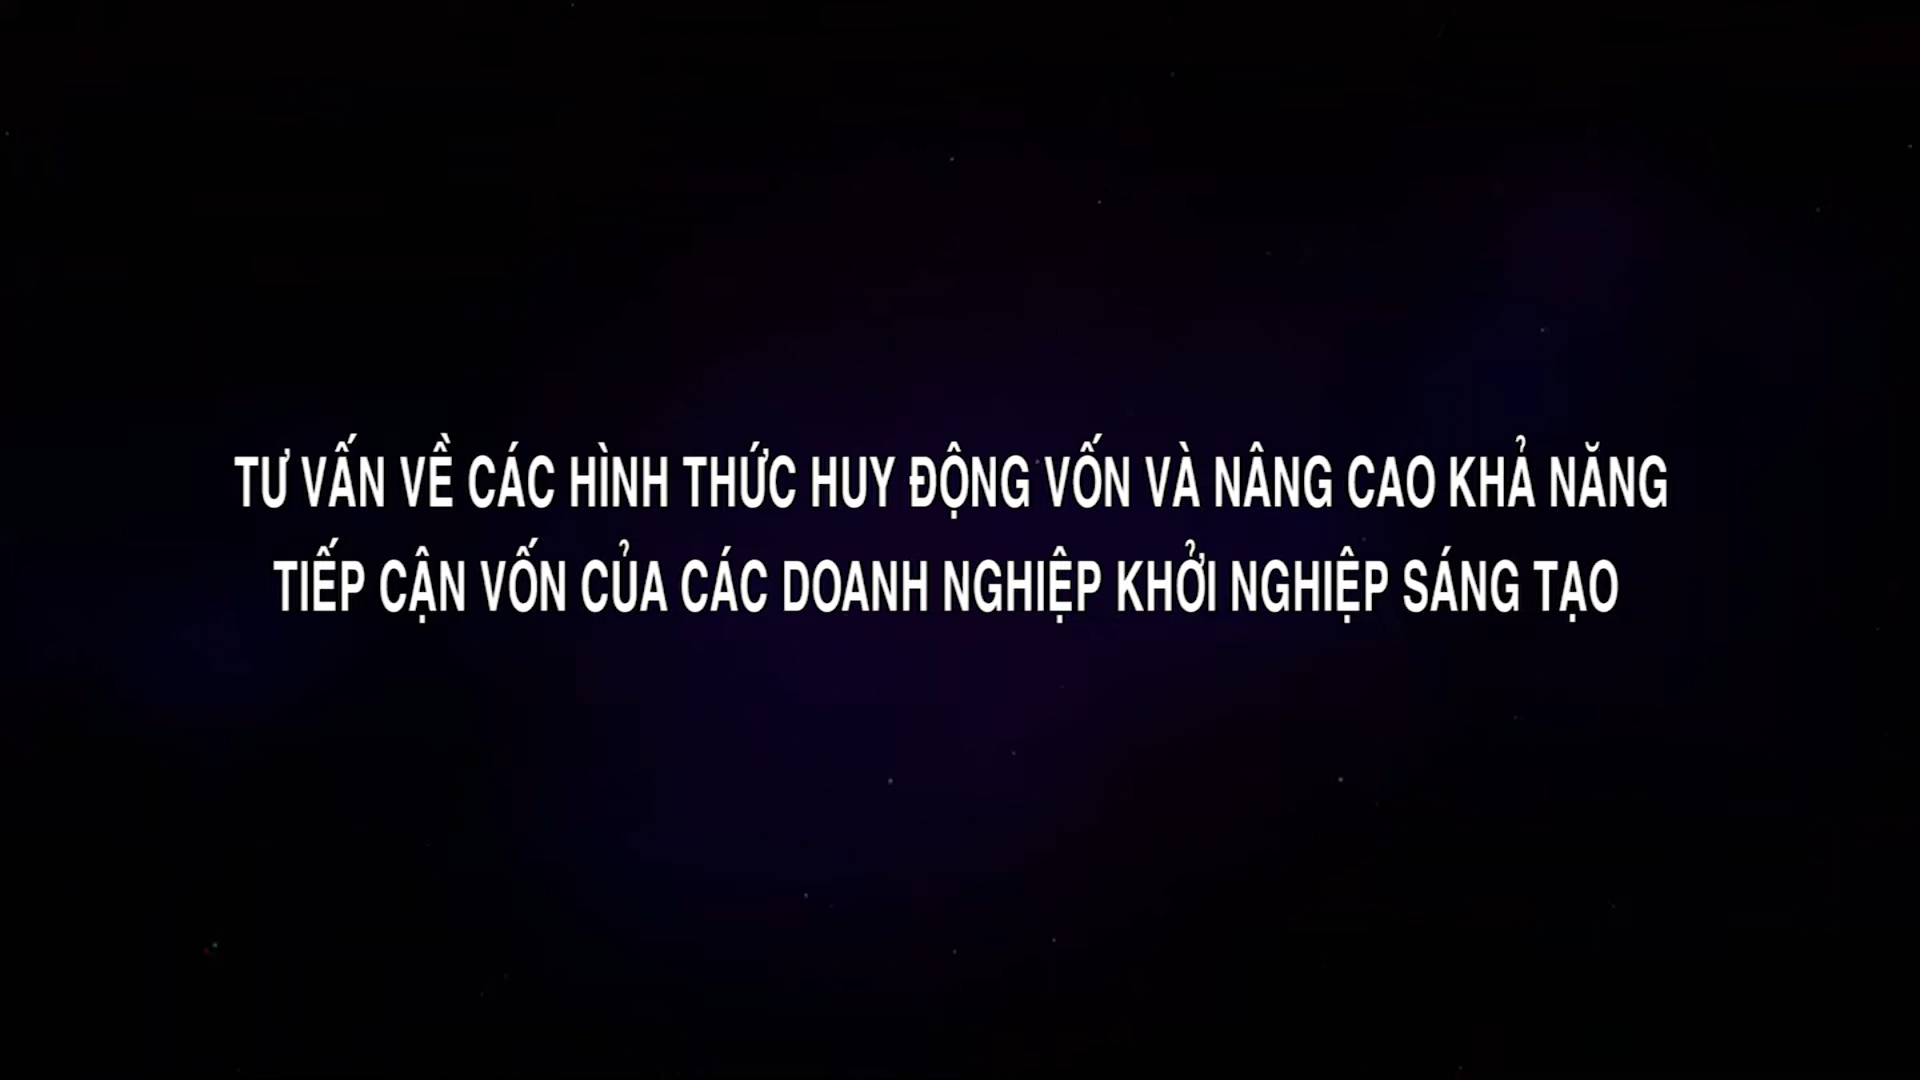 TƯ VẤN VỀ CÁC HÌNH THỨC HUY ĐỘNG VỐN VÀ NÂNG CAO KHẢ NĂNG
TIẾP CẬN VỐN CỦA CÁC DOANH NGHIỆP KHỞI NGHIỆP SÁNG TẠO